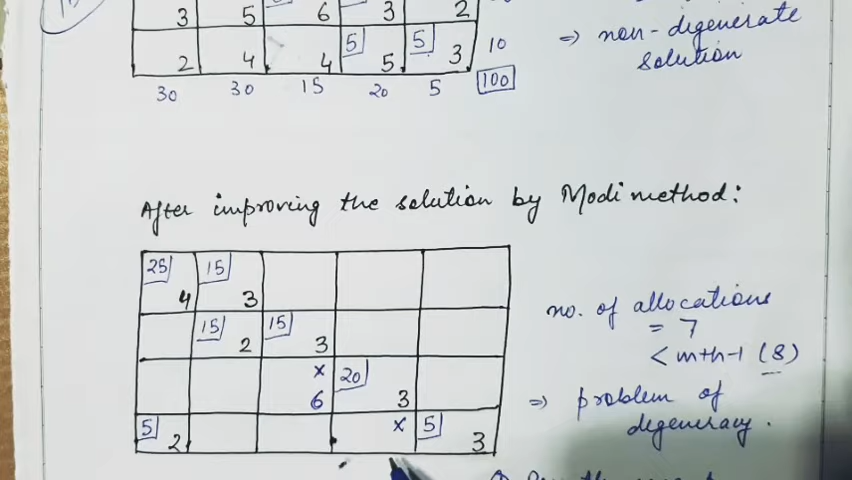 3 5 6 3 2
⇒ non-degenerate
solution
5 5 10
2 4 4 5 3
30 30 15 20 5 100
After improving the solution by Modi method:
25 15
4 3
15 15
2 3
x 20
6 3
5 x 5
2 3
no. of allocations
= 7
< m+n-1 (8)
⇒ problem of
degeneracy.